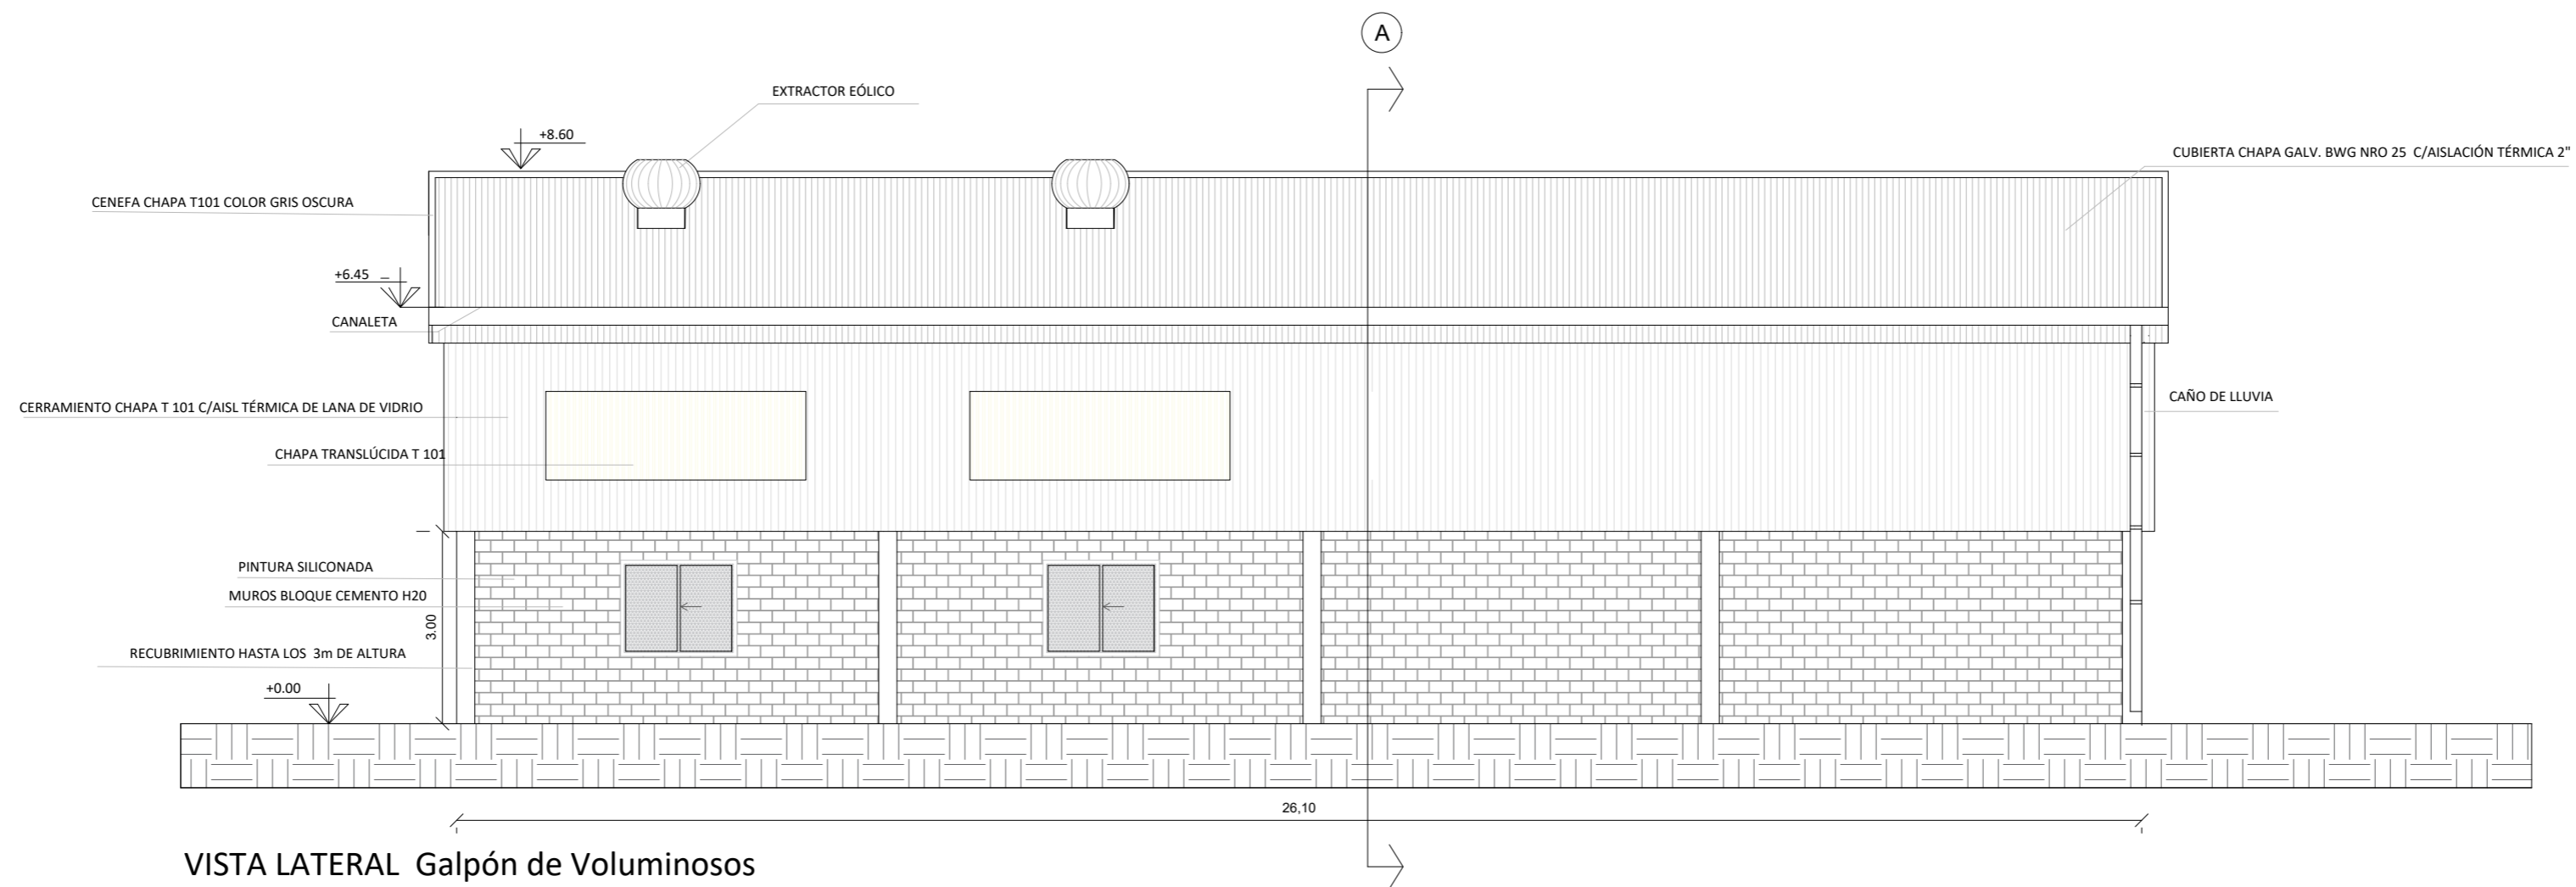 A
EXTRACTOR EÓLICO
+8.60
CUBIERTA CHAPA GALV. BWG NRO 25 C/AISLACIÓN TÉRMICA 2"
CENEFA CHAPA T101 COLOR GRIS OSCURA
+6.45
CANALETA
CAÑO DE LLUVIA
CERRAMIENTO CHAPA T 101 C/AISL TÉRMICA DE LANA DE VIDRIO
CHAPA TRANSLÚCIDA T 101
PINTURA SILICONADA
MUROS BLOQUE CEMENTO H20
3.00
RECUBRIMIENTO HASTA LOS 3m DE ALTURA
+0.00
26,10
VISTA LATERAL Galpón de Voluminosos